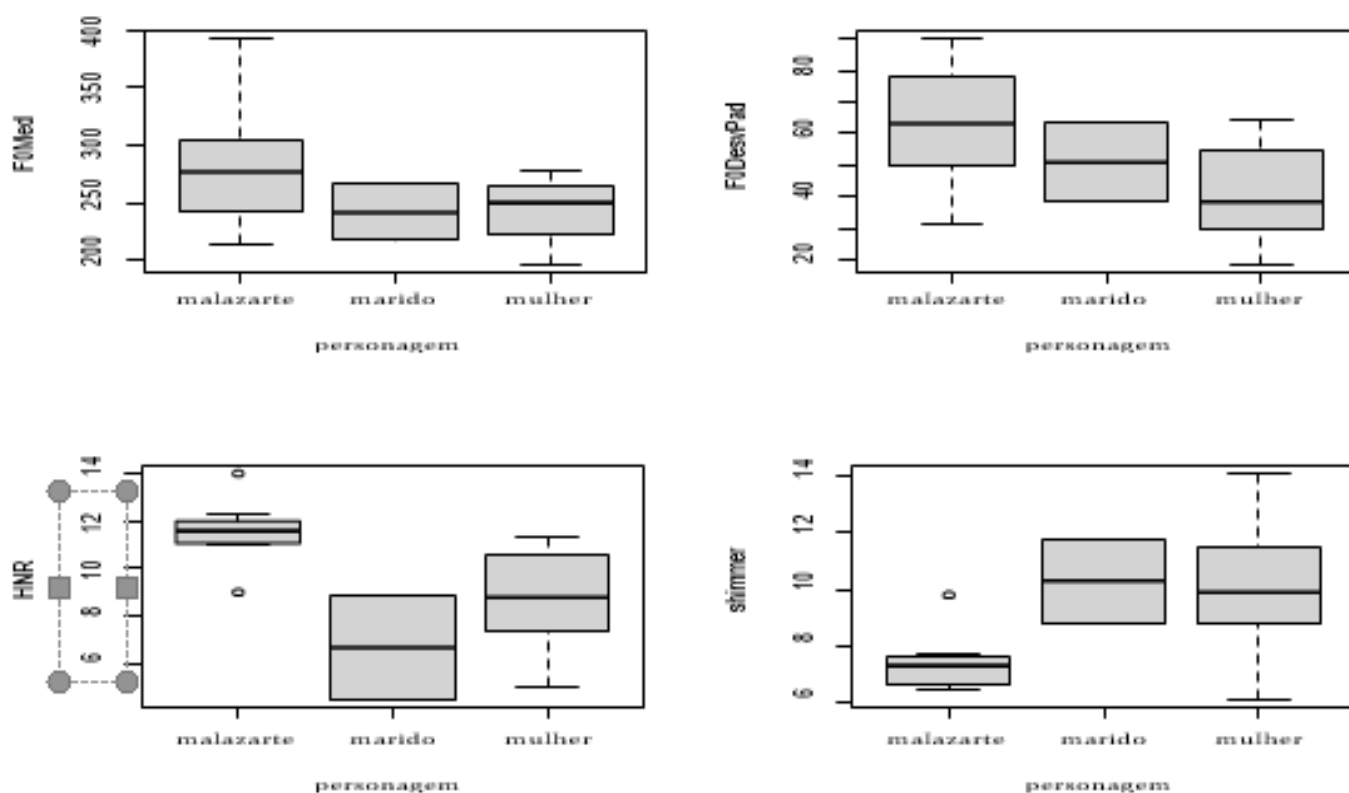 F0Med
400
350
300
250
200
malazarte marido mulher
personagem
F0DesvPad
80
60
40
20
malazarte marido mulher
personagem
HNR
14
12
10
8
6
malazarte marido mulher
personagem
shimmer
14
12
10
8
6
malazarte marido mulher
personagem